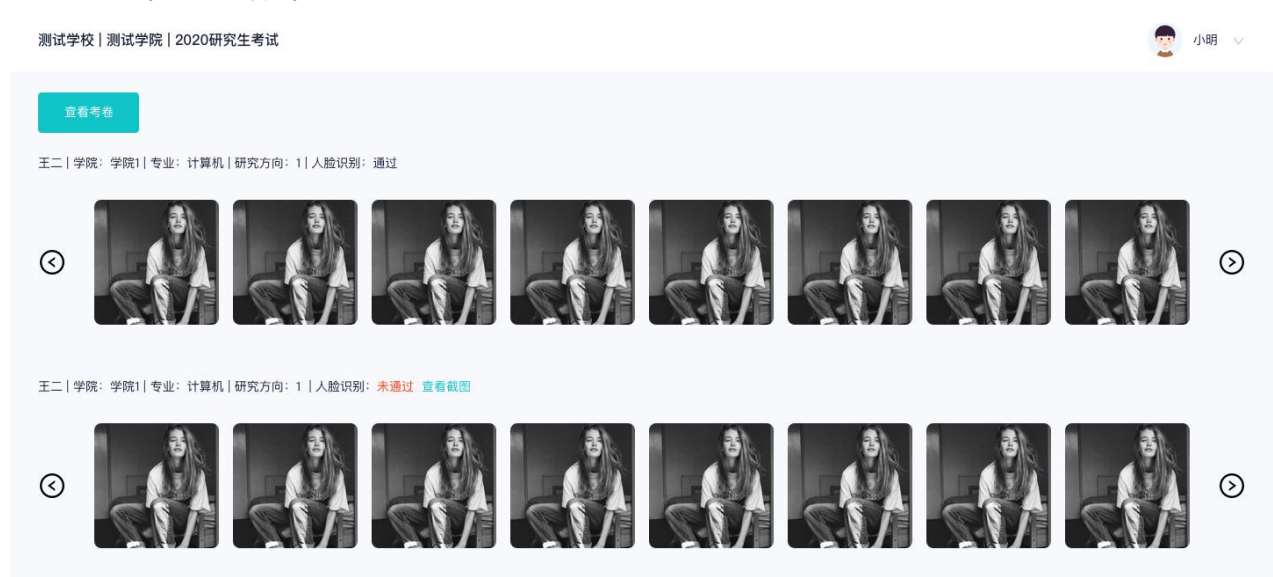 测试学校 | 测试学院 | 2020研究生考试
小明
查看考卷
王二 | 学院：学院1 | 专业：计算机 | 研究方向：1 | 人脸识别：通过
王二 | 学院：学院1 | 专业：计算机 | 研究方向：1 | 人脸识别：未通过 查看截图